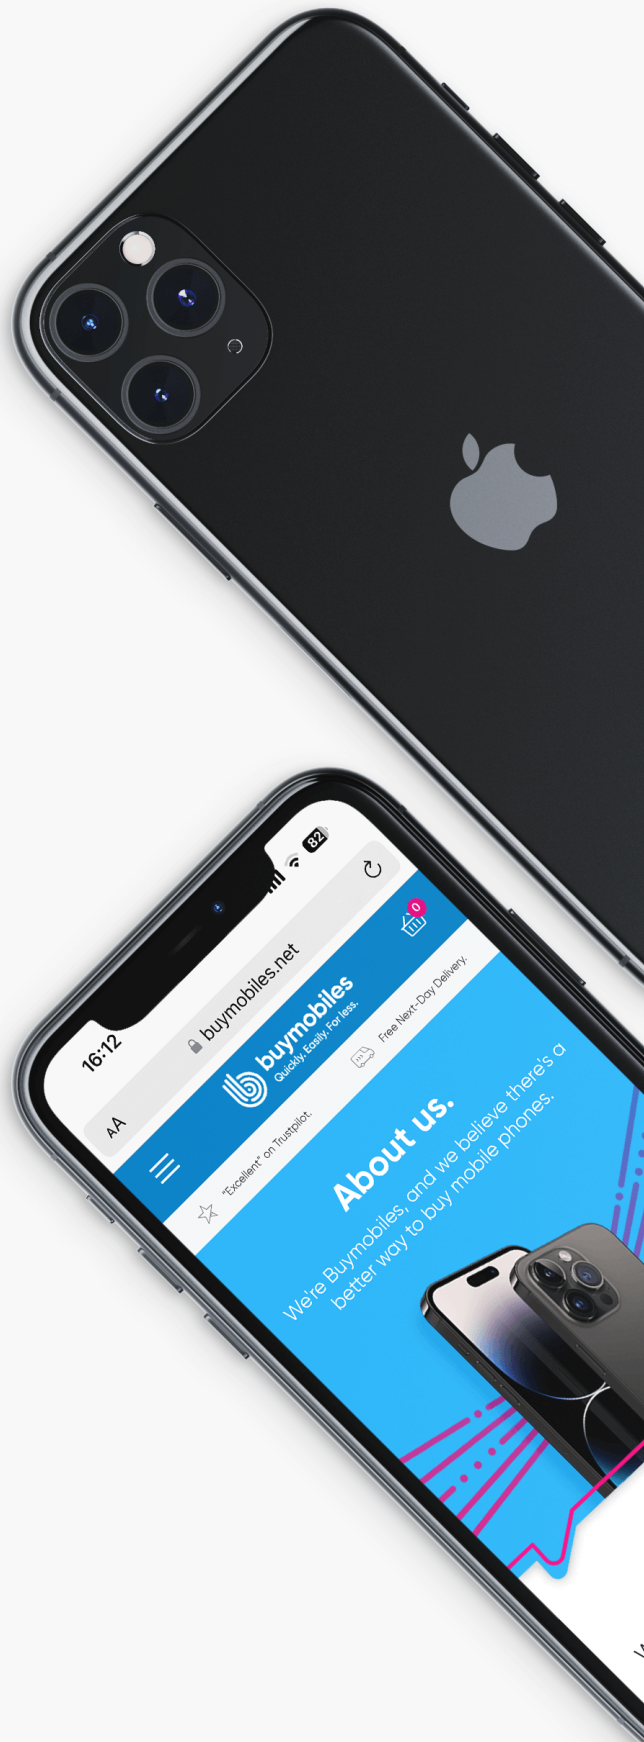 16:12
82
AA
buymobiles.net
0
buymobiles
Quickly. Easily. For less.
"Excellent" on Trustpilot.
Free Next-Day Delivery.
About us.
We're Buymobiles, and we believe there's a
better way to buy mobile phones.